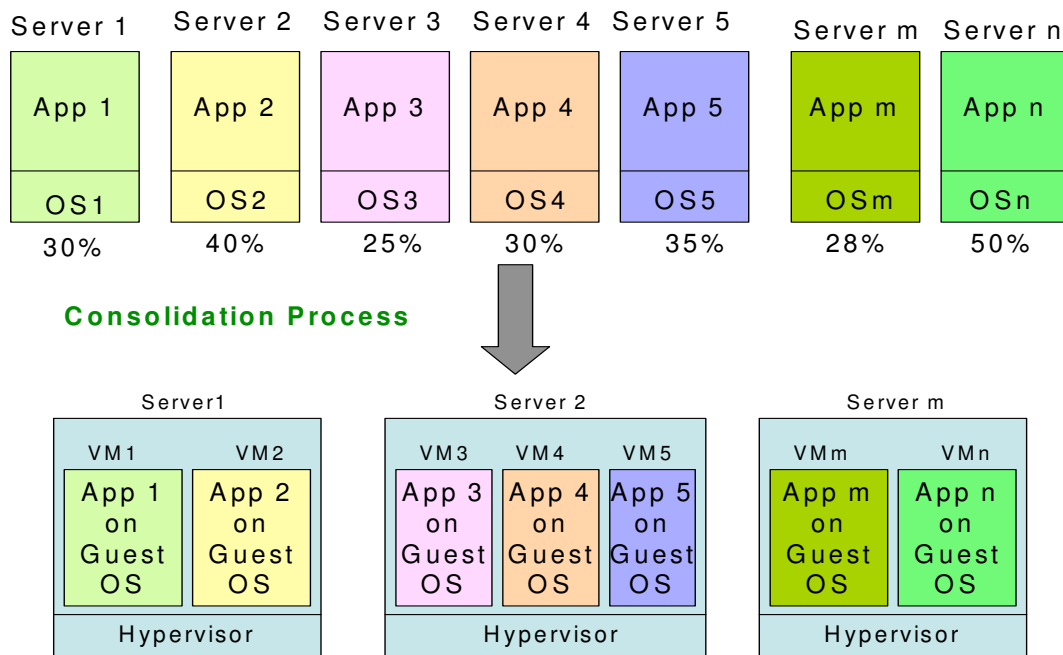 Server 1 Server 2 Server 3 Server 4 Server 5 Server m Server n
App 1 App 2 App 3 App 4 App 5 App m App n
OS1 OS2 OS3 OS4 OS5 OSm OSn
30% 40% 25% 30% 35% 28% 50%
Consolidation Process
Server1 Server 2 Server m
VM1 VM2 VM3 VM4 VM5 VMm VMn
App 1 App 2 App 3 App 4 App 5 App m App n
on on on on on on on
Guest Guest Guest Guest Guest Guest Guest
OS OS OS OS OS OS OS
Hypervisor Hypervisor Hypervisor